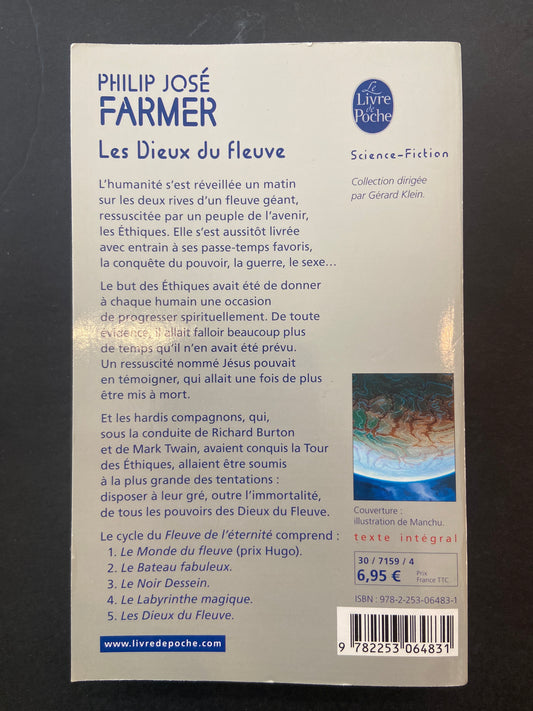 PHILIP JOSÉ
FARMER
Les Dieux du fleuve
Le
Livre
de
Poche
Science-Fiction
Collection dirigée
par Gérard Klein.
L'humanité s'est réveillée un matin
sur les deux rives d'un fleuve géant,
ressuscitée par un peuple de l'avenir,
les Éthiques. Elle s'est aussitôt livrée
avec entrain à ses passe-temps favoris,
la conquête du pouvoir, la guerre, le sexe…
Le but des Éthiques avait été de donner
à chaque humain une occasion
de progresser spirituellement. De toute
évidence, il allait falloir beaucoup plus
de temps qu'il n'en avait été prévu.
Un ressuscité nommé Jésus pouvait
en témoigner, qui allait une fois de plus
être mis à mort.
Et les hardis compagnons, qui,
sous la conduite de Richard Burton
et de Mark Twain, avaient conquis la Tour
des Éthiques, allaient être soumis
à la plus grande des tentations :
disposer à leur gré, outre l'immortalité,
de tous les pouvoirs des Dieux du Fleuve.
Le cycle du Fleuve de l'éternité comprend :
1. Le Monde du fleuve (prix Hugo).
2. Le Bateau fabuleux.
3. Le Noir Dessein.
4. Le Labyrinthe magique.
5. Les Dieux du Fleuve.
www.livredepoche.com
Couverture :
illustration de Manchu.
texte intégral
30 / 7159 / 4
6,95 €
Prix
France TTC
ISBN : 978-2-253-06483-1
9 782253 064831